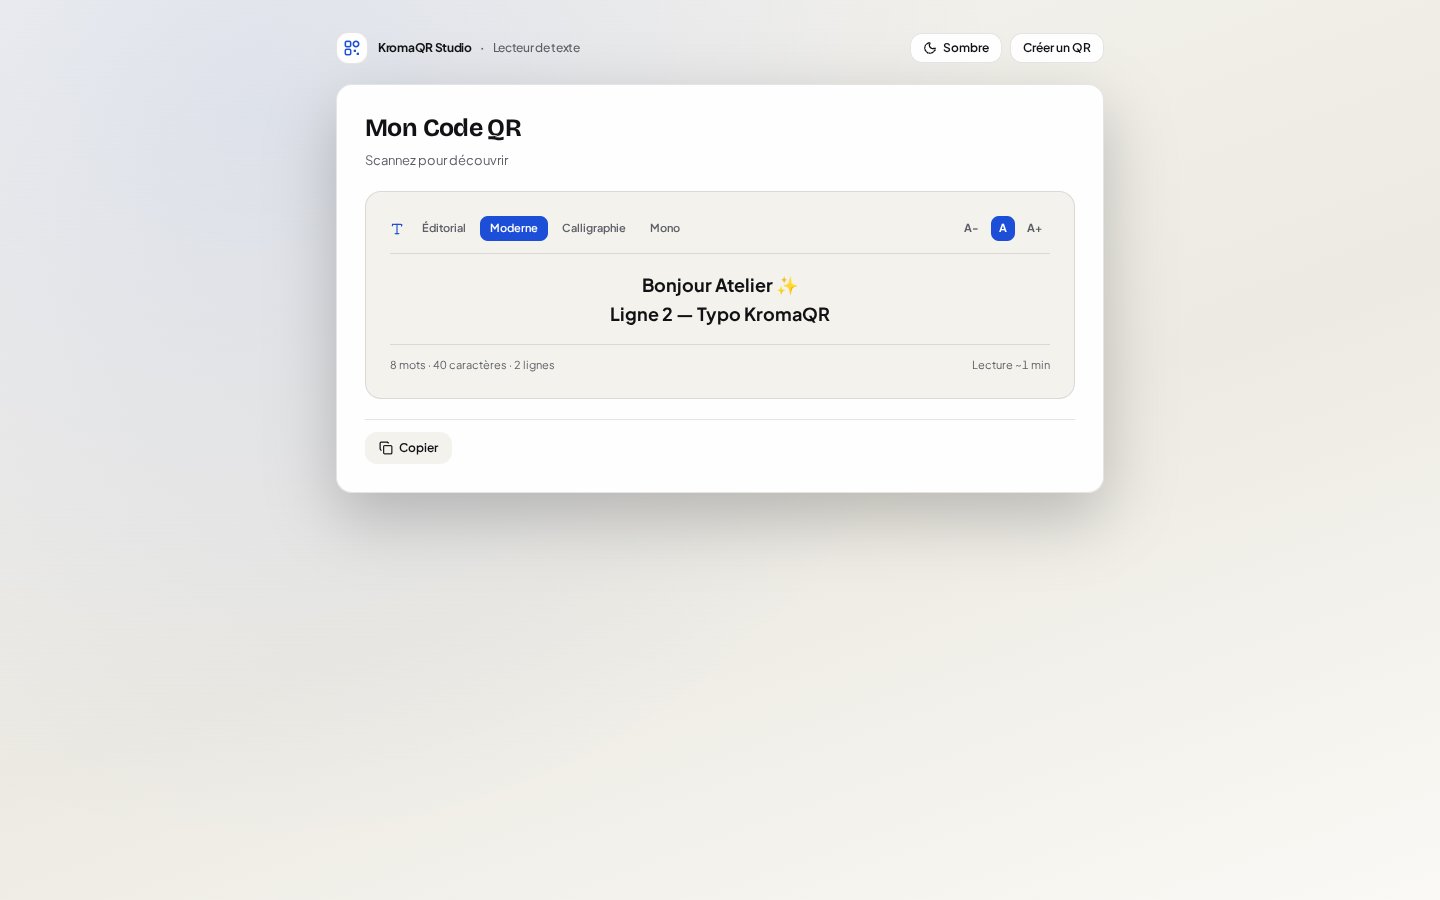 KromaQR Studio · Lecteur de texte
Sombre
Créer un QR
Mon Code QR
Scannez pour découvrir
Éditorial Moderne Calligraphie Mono A- A A+
Bonjour Atelier ✨
Ligne 2 — Typo KromaQR
8 mots · 40 caractères · 2 lignes
Lecture ~1 min
Copier